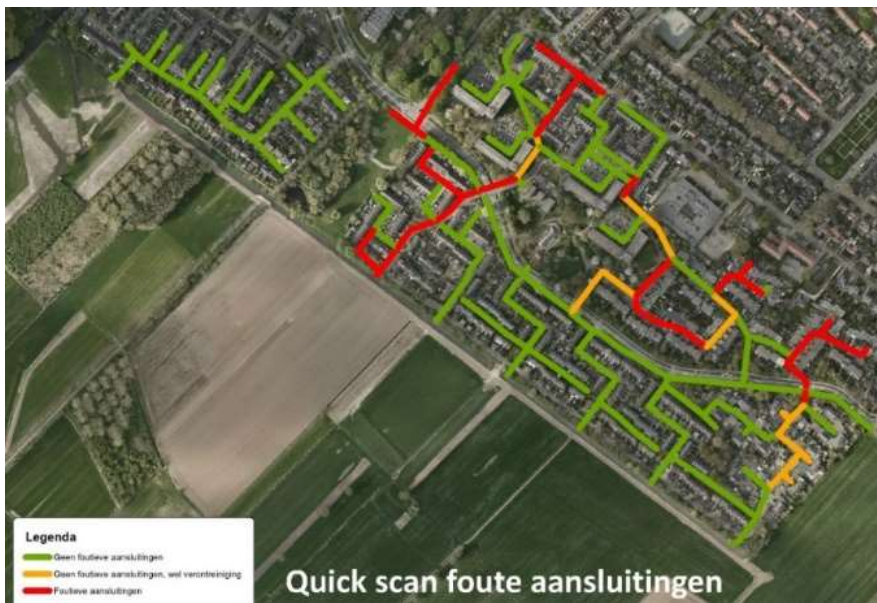 Legenda
Geen foutieve aansluitingen
Geen foutieve aansluitingen, wel verontreiniging
Foutieve aansluitingen
Quick scan foute aansluitingen